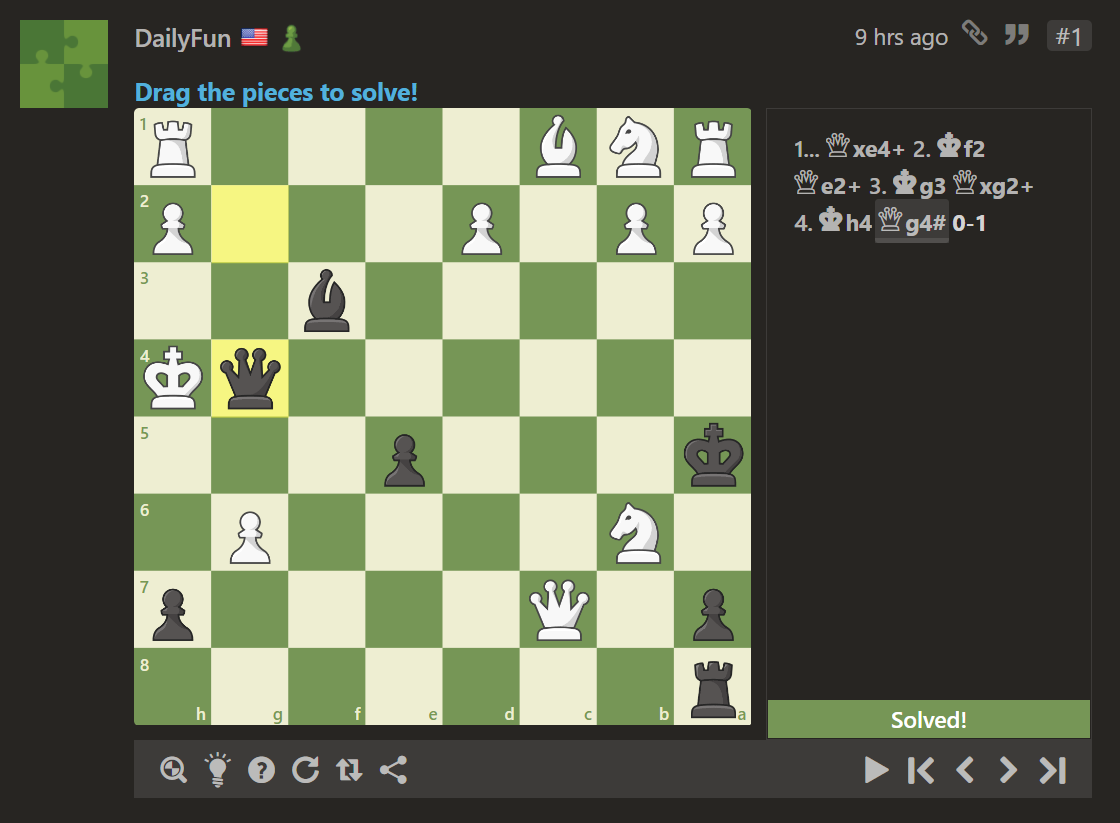 DailyFun
9 hrs ago
#1
Drag the pieces to solve!
1
2
3
4
5
6
7
8
h g f e d c b a
1... ♕xe4+ 2. ♚f2
♕e2+ 3. ♚g3 ♕xg2+
4. ♚h4 ♕g4# 0-1
Solved!